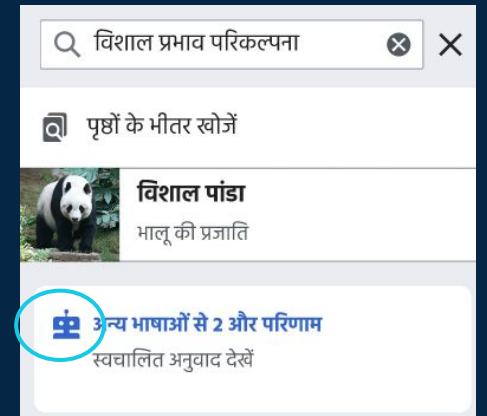 विशाल प्रभाव परिकल्पना
पृष्ठों के भीतर खोजें
विशाल पांडा
भालू की प्रजाति
अन्य भाषाओं से 2 और परिणाम
स्वचालित अनुवाद देखें